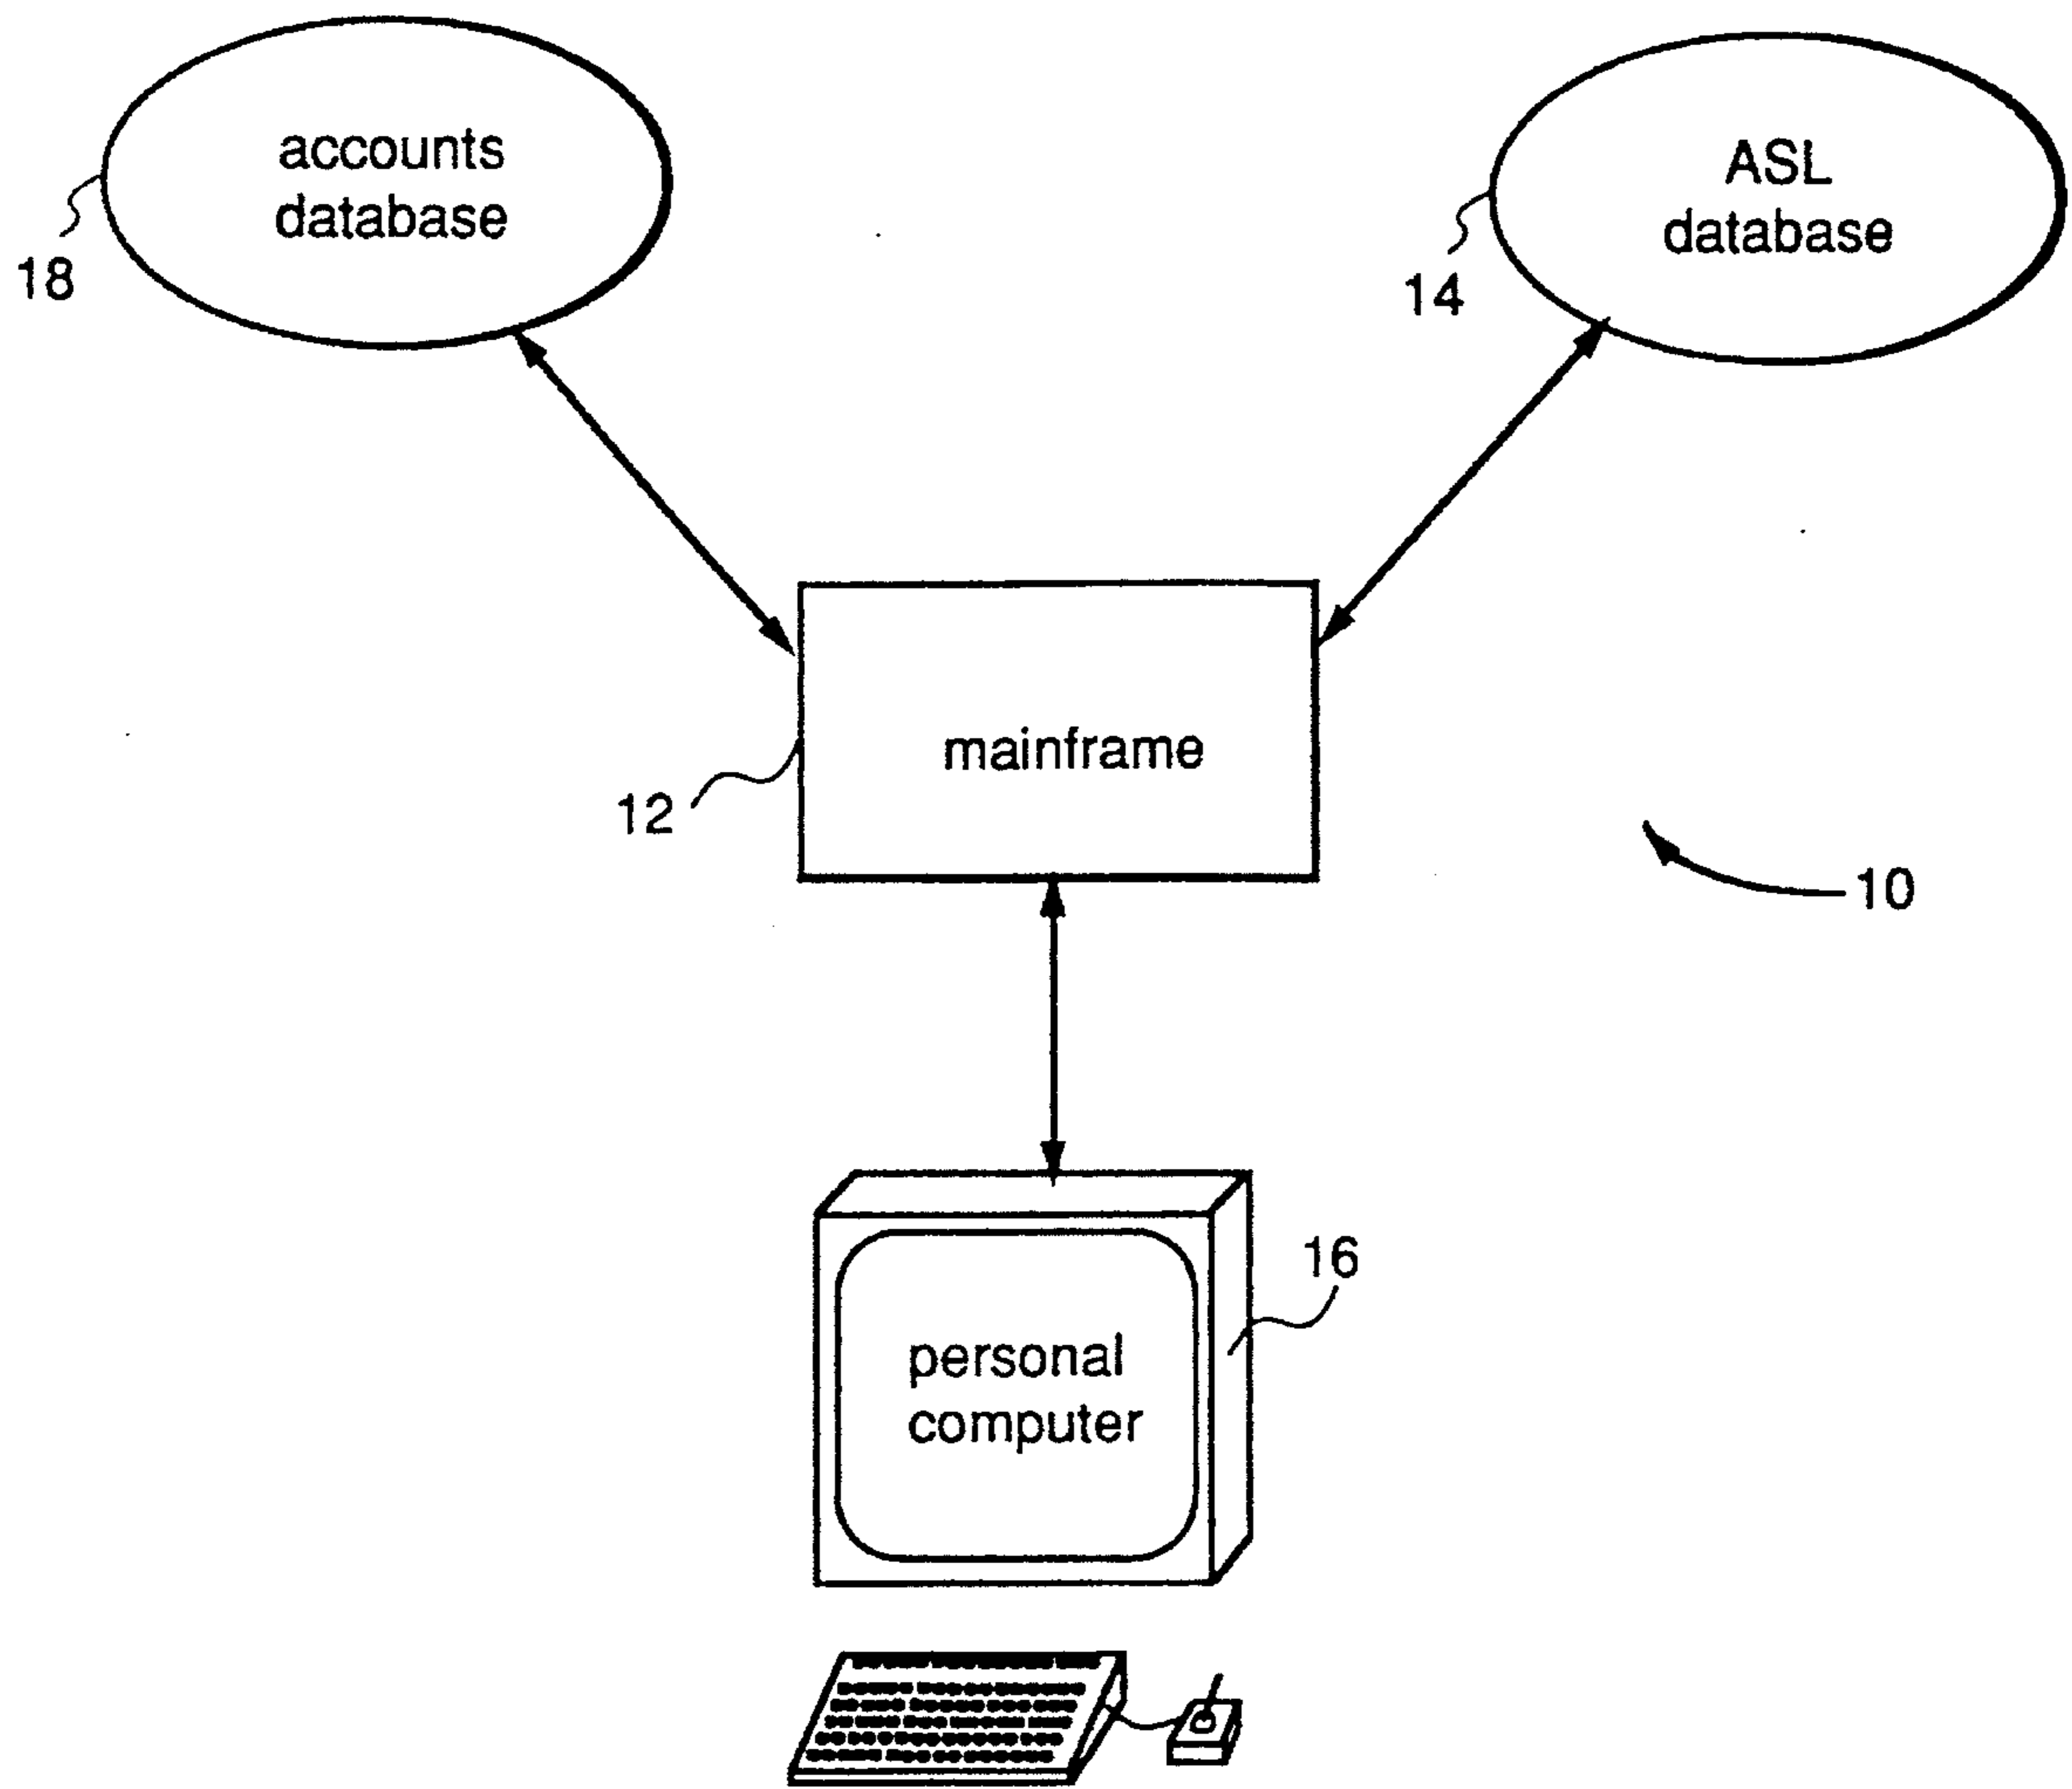 accounts
database
18
ASL
database
14
mainframe
12
10
16
personal
computer